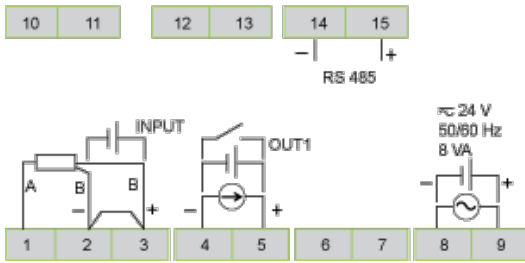 10 11 12 13 14 15
− +
RS 485
INPUT
OUT1
24 V
50/60 Hz
8 VA
A B B
− + − + − +
1 2 3 4 5 6 7 8 9